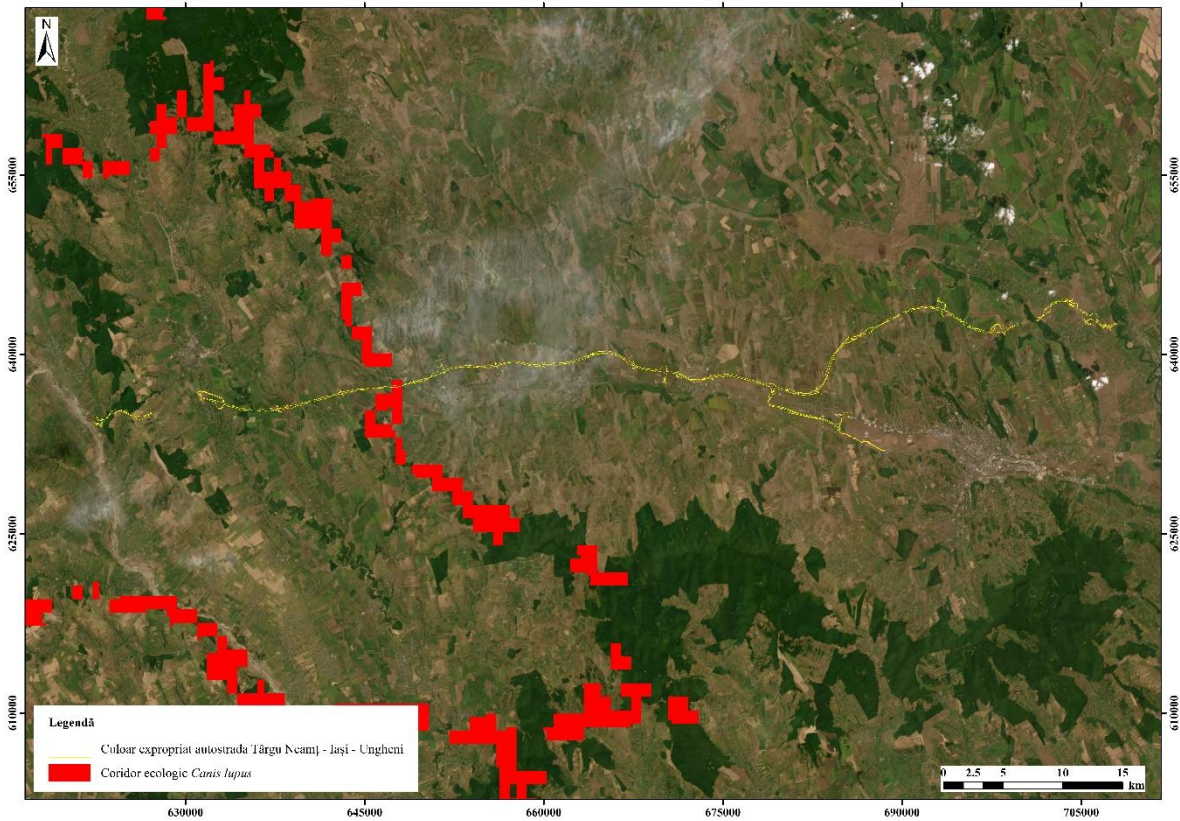 N
655000
655000
640000
640000
625000
625000
610000
610000
Legendă
Culoar expropriat autostrada Târgu Neamț - Iași - Ungheni
Coridor ecologic Canis lupus
0 2.5 5 10 15
km
630000 645000 660000 675000 690000 705000